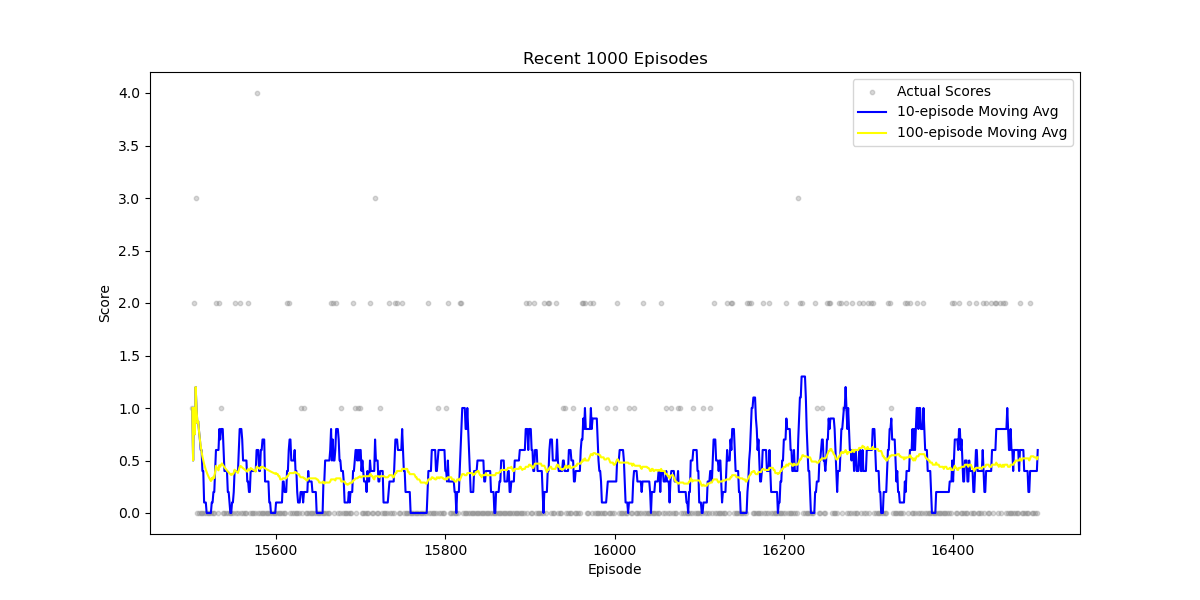 Recent 1000 Episodes
Actual Scores
10-episode Moving Avg
100-episode Moving Avg
4.0
3.5
3.0
2.5
2.0
1.5
1.0
0.5
0.0
Score
15600 15800 16000 16200 16400
Episode